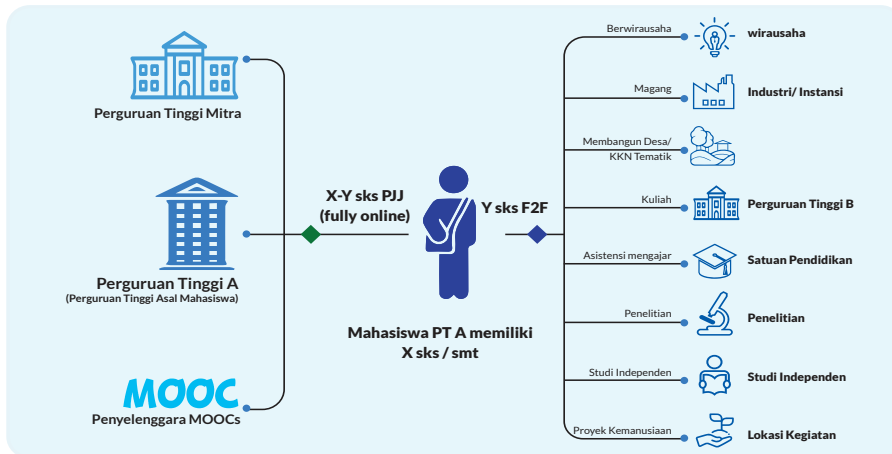 Perguruan Tinggi Mitra
Perguruan Tinggi A
(Perguruan Tinggi Asal Mahasiswa)
MOOC
Penyelenggara MOOCs
X-Y sks PJJ
(fully online)
Y sks F2F
Mahasiswa PT A memiliki
X sks / smt
Berwirausaha
wirausaha
Magang
Industri/ Instansi
Membangun Desa/
KKN Tematik
Kuliah
Perguruan Tinggi B
Asistensi mengajar
Satuan Pendidikan
Penelitian
Penelitian
Studi Independen
Studi Independen
Proyek Kemanusiaan
Lokasi Kegiatan